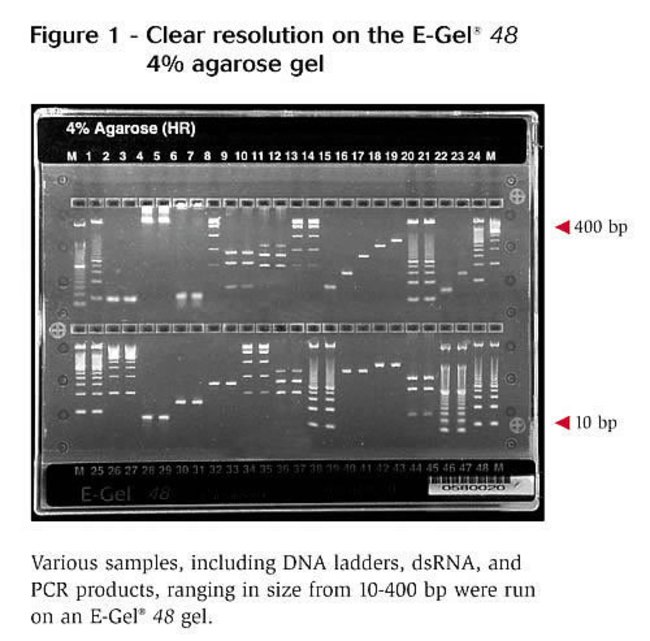 Figure 1 - Clear resolution on the E-Gel® 48
4% agarose gel
4% Agarose (HR)
M 1 2 3 4 5 6 7 8 9 10 11 12 13 14 15 16 17 18 19 20 21 22 23 24 M
400 bp
10 bp
M 25 26 27 28 29 30 31 32 33 34 35 36 37 38 39 40 41 42 43 44 45 46 47 48 M
E-Gel 48
0580020
Various samples, including DNA ladders, dsRNA, and
PCR products, ranging in size from 10-400 bp were run
on an E-Gel® 48 gel.